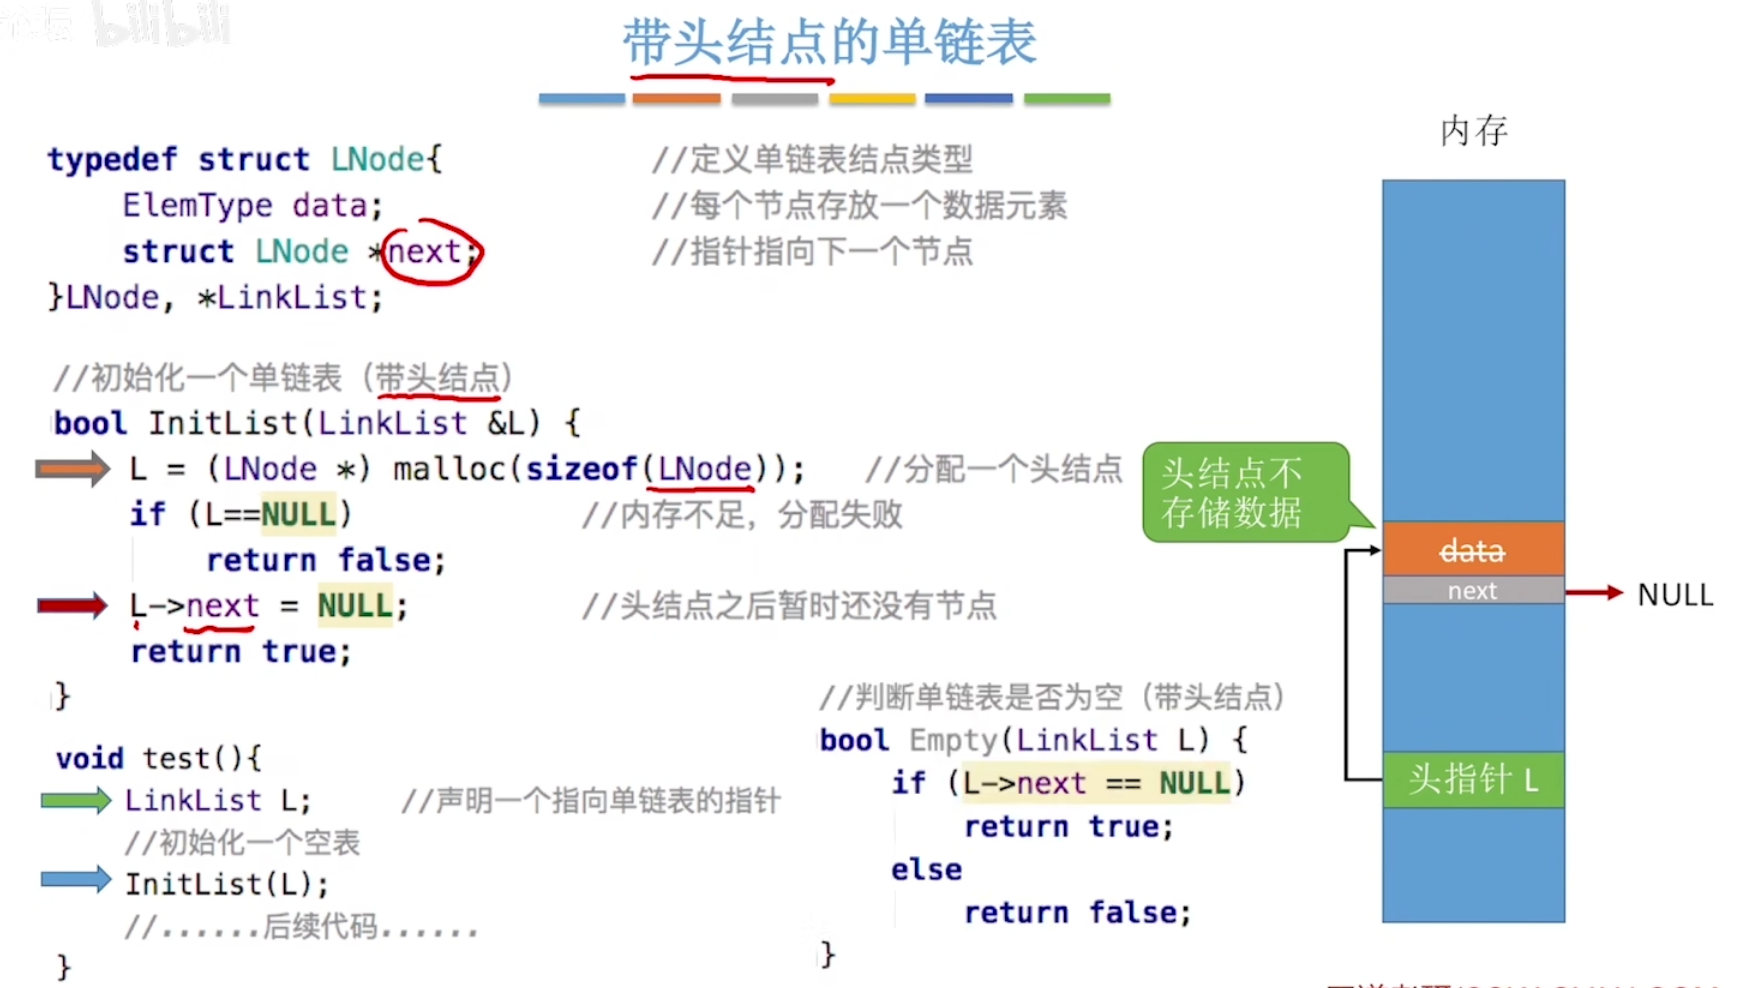 bilibili
带头结点的单链表
typedef struct LNode{ //定义单链表结点类型
ElemType data; //每个节点存放一个数据元素
struct LNode *next; //指针指向下一个节点
}LNode, *LinkList;
//初始化一个单链表（带头结点）
bool InitList(LinkList &L) {
L = (LNode *) malloc(sizeof(LNode)); //分配一个头结点
if (L==NULL) //内存不足，分配失败
return false;
L->next = NULL; //头结点之后暂时还没有节点
return true;
}
void test(){
LinkList L; //声明一个指向单链表的指针
//初始化一个空表
InitList(L);
//......后续代码......
}
//判断单链表是否为空（带头结点）
bool Empty(LinkList L) {
if (L->next == NULL)
return true;
else
return false;
}
内存
头结点不
存储数据
data
next
NULL
头指针 L